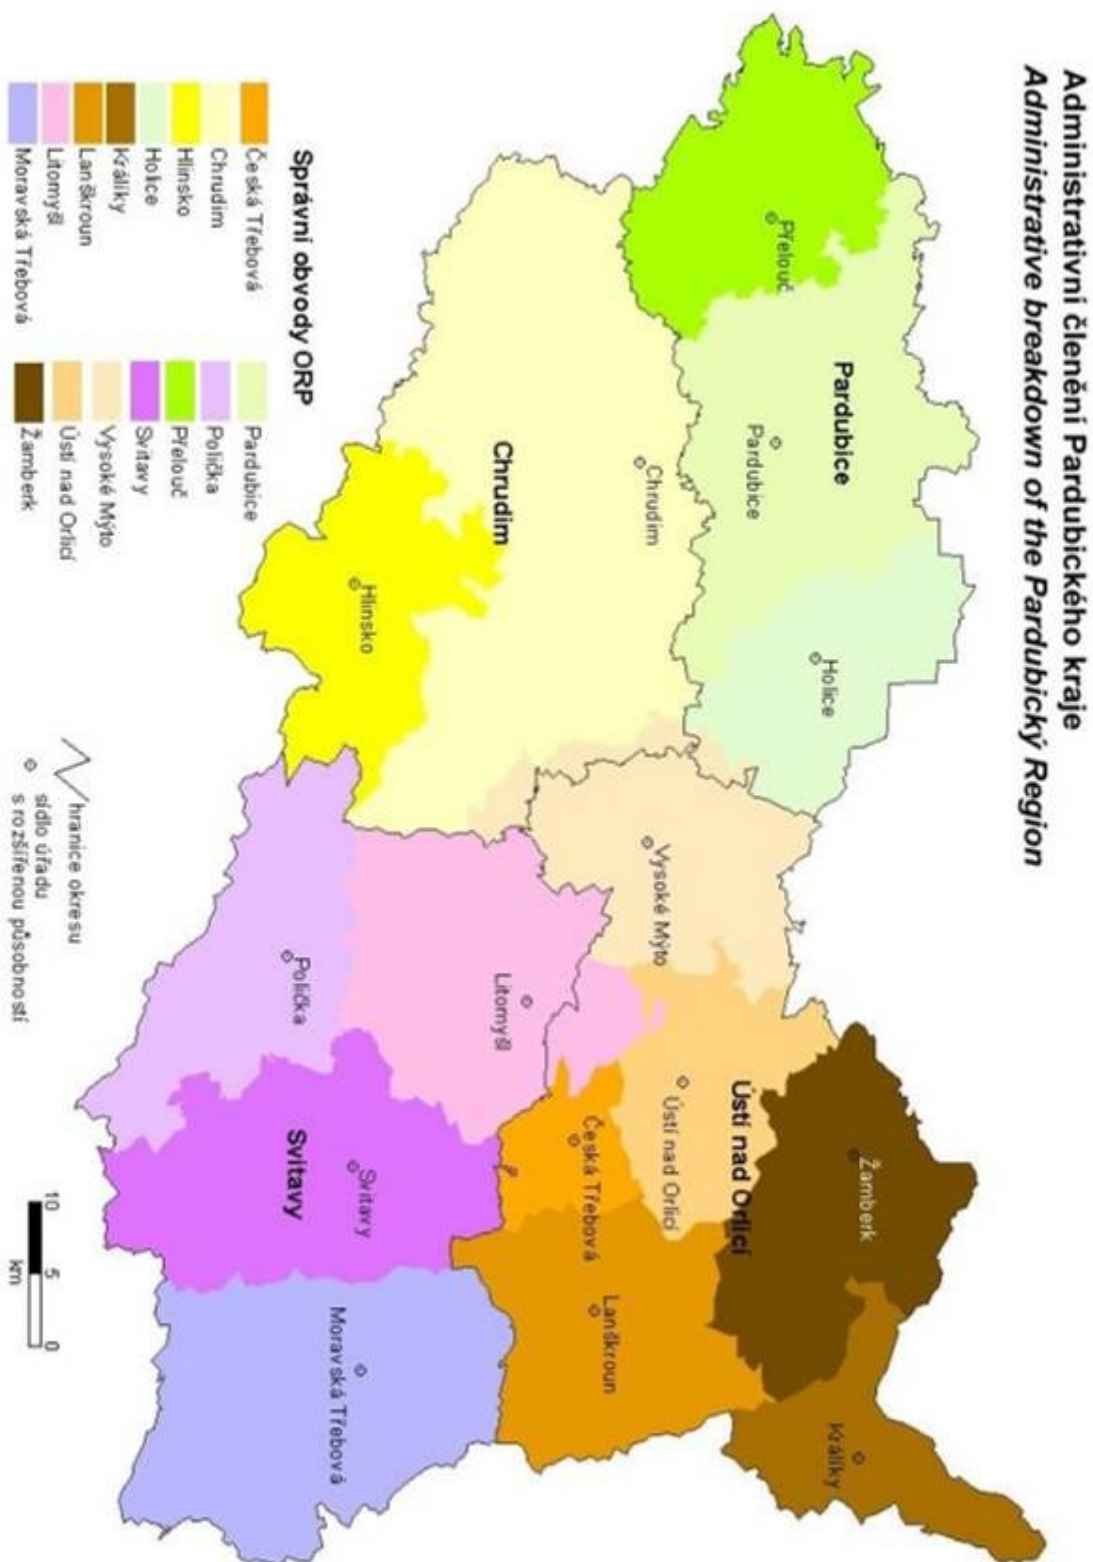 Administrativní členění Pardubického kraje
Administrative breakdown of the Pardubický Region
Přelouč
Pardubice
Pardubice
Holice
Chrudim
Chrudim
Hlinsko
Vysoké Mýto
Litomyšl
Polička
Ústí nad Orlicí
Ústí nad Orlicí
Žamberk
Králíky
Česká Třebová
Lanškroun
Svitavy
Svitavy
Moravská Třebová
Správní obvody ORP
Česká Třebová
Chrudim
Hlinsko
Holice
Králíky
Lanškroun
Litomyšl
Moravská Třebová
Pardubice
Polička
Přelouč
Svitavy
Vysoké Mýto
Ústí nad Orlicí
Žamberk
hranice okresu
sídlo úřadu
s rozšířenou působností
10 5 0
km